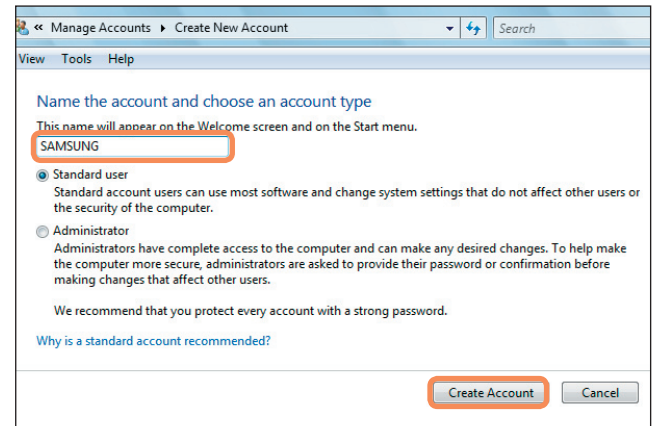 « Manage Accounts ▸ Create New Account
Search
View Tools Help
Name the account and choose an account type
This name will appear on the Welcome screen and on the Start menu.
SAMSUNG
Standard user
Standard account users can use most software and change system settings that do not affect other users or
the security of the computer.
Administrator
Administrators have complete access to the computer and can make any desired changes. To help make
the computer more secure, administrators are asked to provide their password or confirmation before
making changes that affect other users.
We recommend that you protect every account with a strong password.
Why is a standard account recommended?
Create Account Cancel